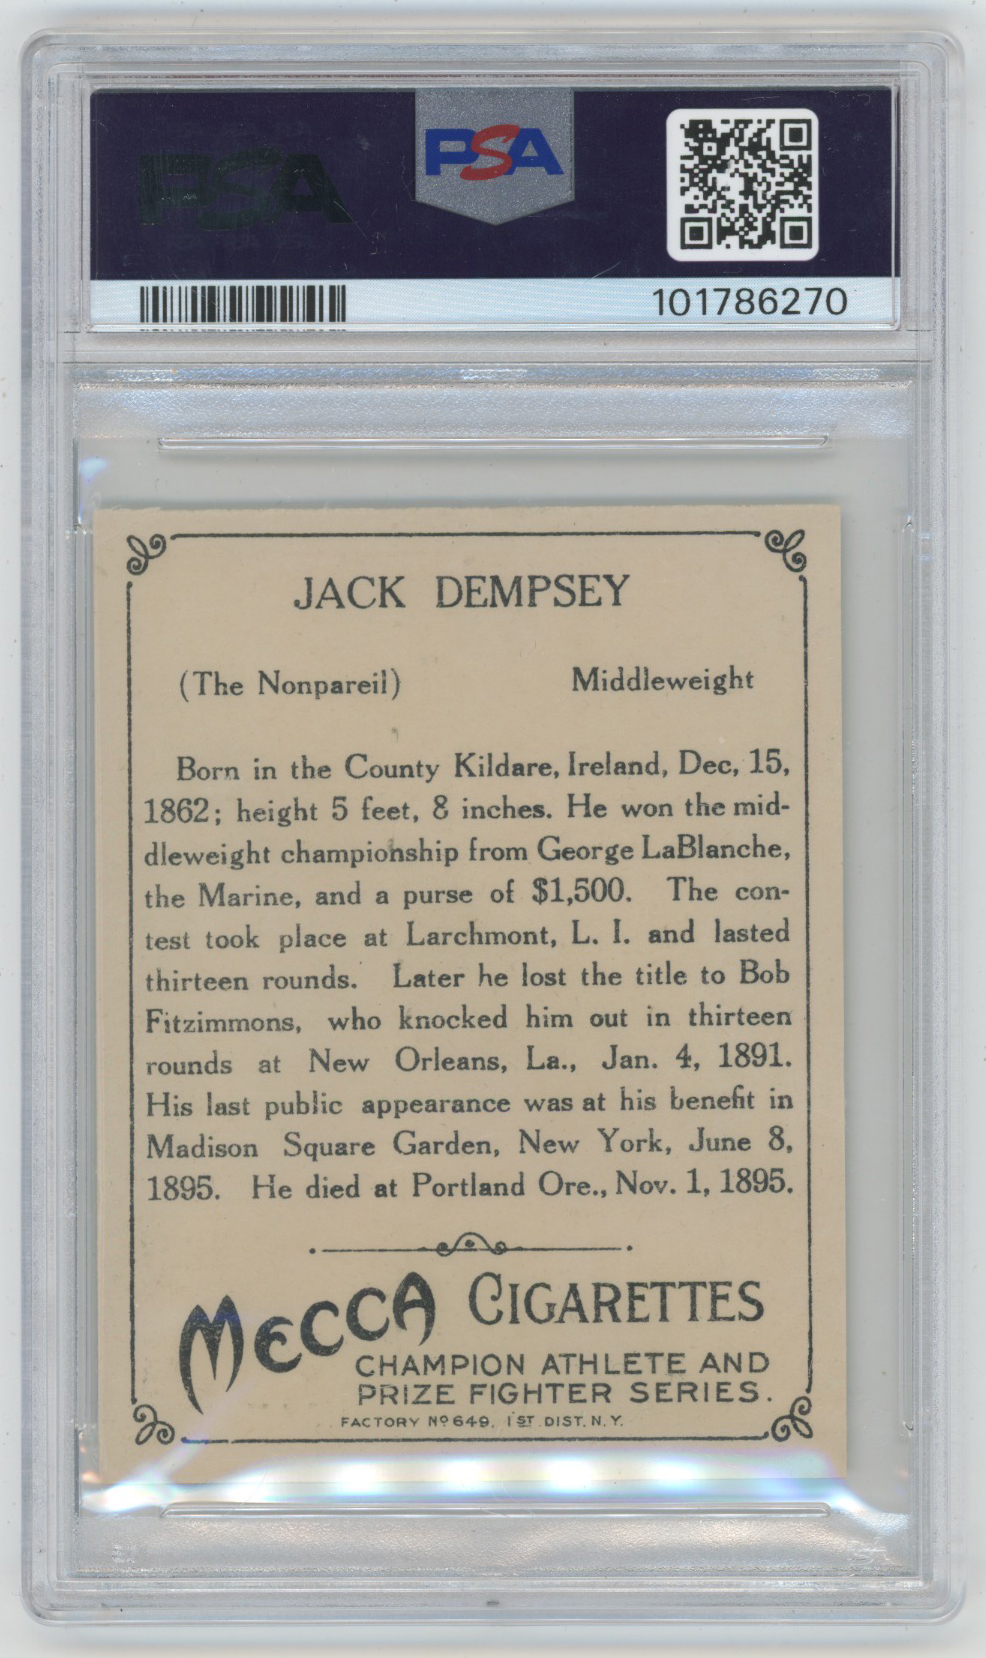 PSA
PSA
101786270
JACK DEMPSEY
(The Nonpareil) Middleweight
Born in the County Kildare, Ireland, Dec, 15,
1862; height 5 feet, 8 inches. He won the mid-
dleweight championship from George LaBlanche,
the Marine, and a purse of $1,500. The con-
test took place at Larchmont, L. I. and lasted
thirteen rounds. Later he lost the title to Bob
Fitzimmons, who knocked him out in thirteen
rounds at New Orleans, La., Jan. 4, 1891.
His last public appearance was at his benefit in
Madison Square Garden, New York, June 8,
1895. He died at Portland Ore., Nov. 1, 1895.
MECCA CIGARETTES
CHAMPION ATHLETE AND
PRIZE FIGHTER SERIES.
FACTORY Nº 649. 1ST DIST. N.Y.